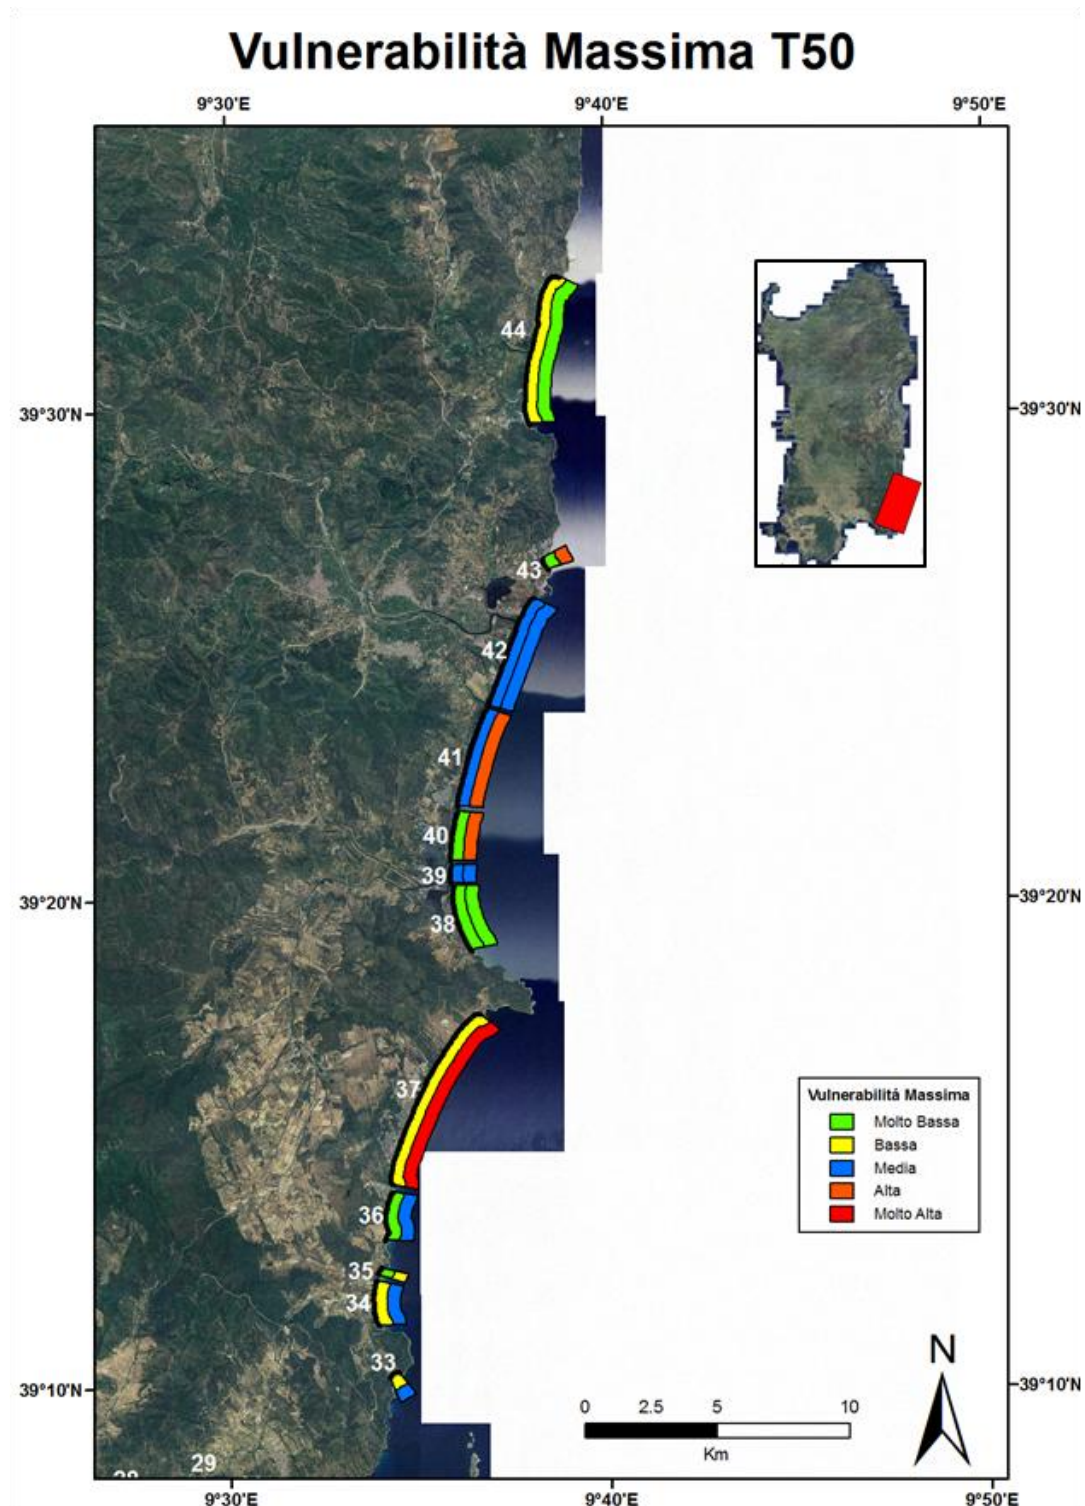 Vulnerabilità Massima T50
9°30'E 9°40'E 9°50'E
44
39°30'N 39°30'N
43
42
41
40
39
39°20'N 39°20'N
38
37
Vulnerabilità Massima
Molto Bassa
Bassa
Media
Alta
Molto Alta
36
35
34
33
N
39°10'N 39°10'N
0 2.5 5 10
Km
29
28
9°30'E 9°40'E 9°50'E